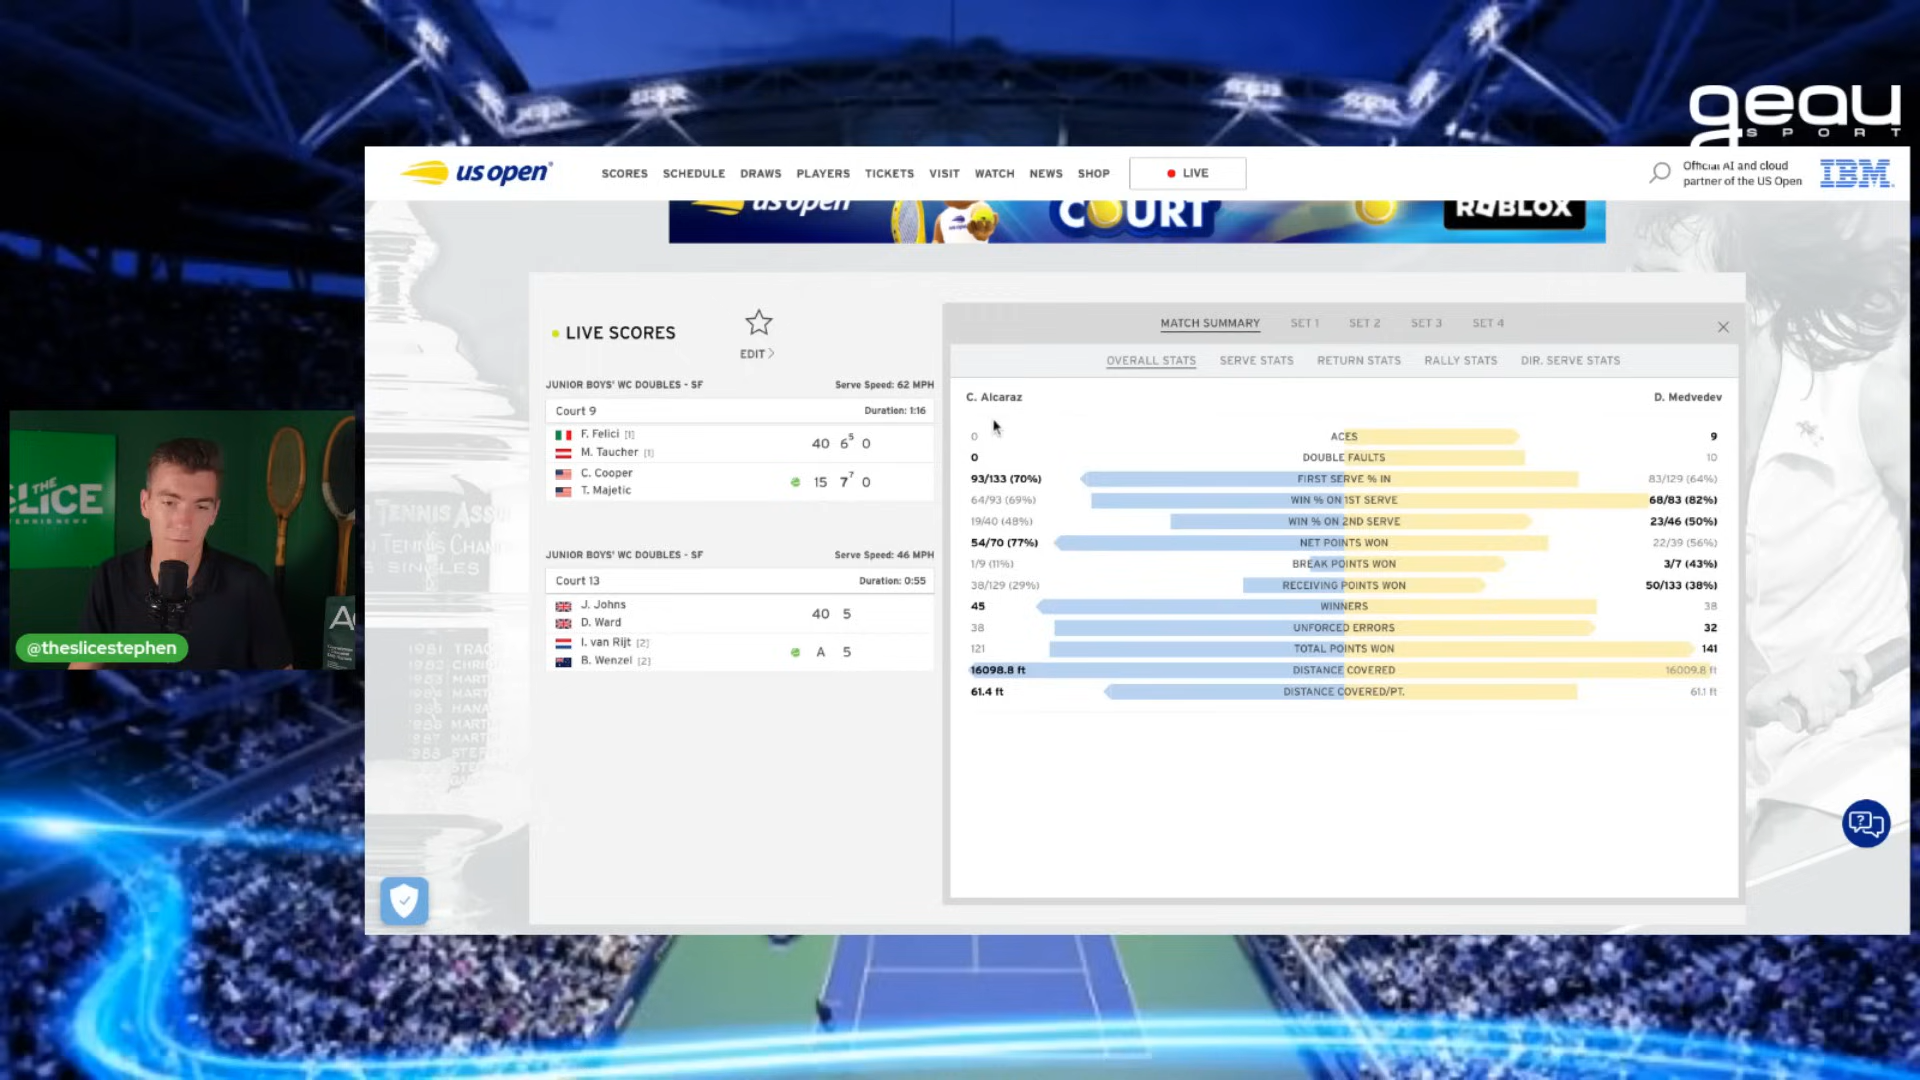 geau
SPORT
us open
SCORES SCHEDULE DRAWS PLAYERS TICKETS VISIT WATCH NEWS SHOP LIVE
Official AI and cloud
partner of the US Open
IBM
us open
COURT
ROBLOX
LIVE SCORES
EDIT
JUNIOR BOYS' WC DOUBLES - SF Serve Speed: 62 MPH
Court 9 Duration: 1:16
F. Felici [1]
M. Taucher [1]
40 6⁵ 0
C. Cooper
T. Majetic
15 7⁷ 0
JUNIOR BOYS' WC DOUBLES - SF Serve Speed: 46 MPH
Court 13 Duration: 0:55
J. Johns
D. Ward
40 5
I. van Rijt [2]
B. Wenzel [2]
A 5
MATCH SUMMARY SET 1 SET 2 SET 3 SET 4
OVERALL STATS SERVE STATS RETURN STATS RALLY STATS DIR. SERVE STATS
C. Alcaraz D. Medvedev
0 ACES 9
0 DOUBLE FAULTS 10
93/133 (70%) FIRST SERVE % IN 83/129 (64%)
64/93 (69%) WIN % ON 1ST SERVE 68/83 (82%)
19/40 (48%) WIN % ON 2ND SERVE 23/46 (50%)
54/70 (77%) NET POINTS WON 22/39 (56%)
1/9 (11%) BREAK POINTS WON 3/7 (43%)
38/129 (29%) RECEIVING POINTS WON 50/133 (38%)
45 WINNERS 38
38 UNFORCED ERRORS 32
121 TOTAL POINTS WON 141
16098.8 ft DISTANCE COVERED 16009.8 ft
61.4 ft DISTANCE COVERED/PT. 61.1 ft
THE
SLICE
TENNIS NEWS
@theslicestephen
TENNIS
SINGLES
1981
1982